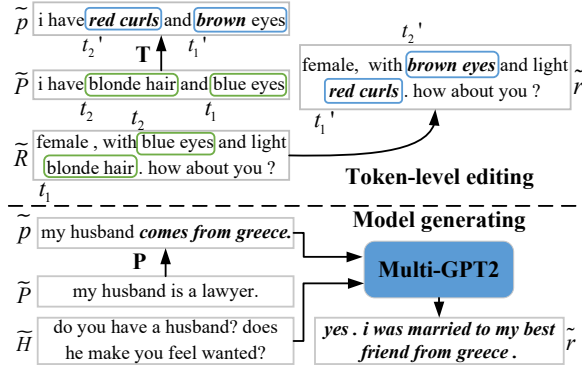 p̃ i have red curls and brown eyes
t₂' t₁'
T
P̃ i have blonde hair and blue eyes
t₂ t₁
t₂
R̃ female , with blue eyes and light
blonde hair . how about you ?
t₁
t₂'
female, with brown eyes and light
red curls . how about you ? r̃
t₁'
Token-level editing
Model generating
p̃ my husband comes from greece.
P
P̃ my husband is a lawyer.
H̃ do you have a husband? does
he make you feel wanted?
Multi-GPT2
yes . i was married to my best
friend from greece . r̃